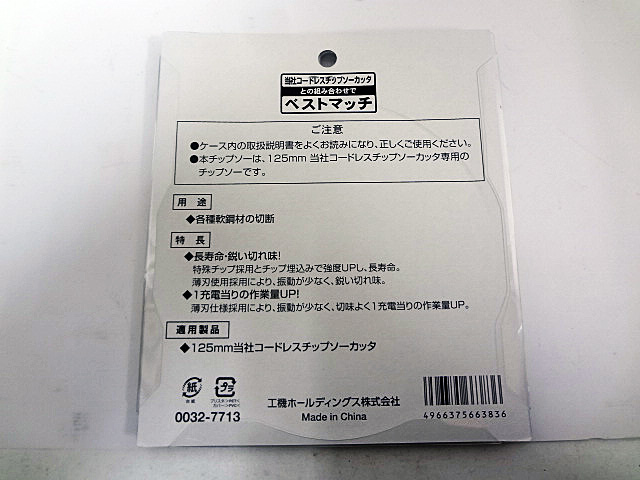 当社コードレスチップソーカッタ
との組み合わせで
ベストマッチ
ご注意
●ケース内の取扱説明書をよくお読みになり、正しくご使用ください。
●本チップソーは、125mm 当社コードレスチップソーカッタ専用の
チップソーです。
用途
◆各種軟鋼材の切断
特長
◆長寿命・鋭い切れ味!
特殊チップ採用とチップ埋込みで強度UPし、長寿命。
薄刃使用採用により、振動が少なく、鋭い切れ味。
◆1充電当りの作業量UP!
薄刃仕様採用により、振動が少なく、切味よく1充電当りの作業量UP。
適用製品
◆125mm当社コードレスチップソーカッタ
紙
プラ
台紙
0032-7713
工機ホールディングス株式会社
Made in China
4966375663836